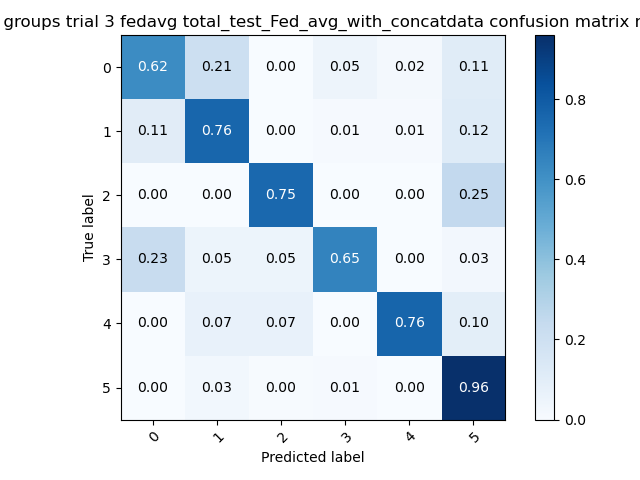 groups trial 3 fedavg total_test_Fed_avg_with_concatdata confusion matrix
0 0.62 0.21 0.00 0.05 0.02 0.11
1 0.11 0.76 0.00 0.01 0.01 0.12
2 0.00 0.00 0.75 0.00 0.00 0.25
3 0.23 0.05 0.05 0.65 0.00 0.03
4 0.00 0.07 0.07 0.00 0.76 0.10
5 0.00 0.03 0.00 0.01 0.00 0.96
0 1 2 3 4 5
True label
Predicted label
0.8
0.6
0.4
0.2
0.0